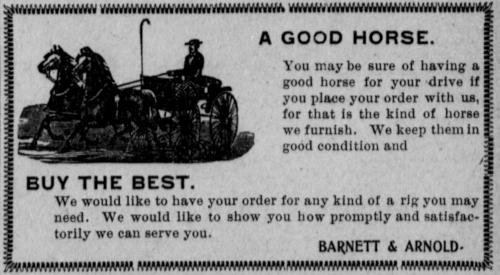 A GOOD HORSE.
You may be sure of having a
good horse for your drive if
you place your order with us,
for that is the kind of horse
we furnish. We keep them in
good condition and
BUY THE BEST.
We would like to have your order for any kind of a rig you may
need. We would like to show you how promptly and satisfac-
torily we can serve you.
BARNETT & ARNOLD.